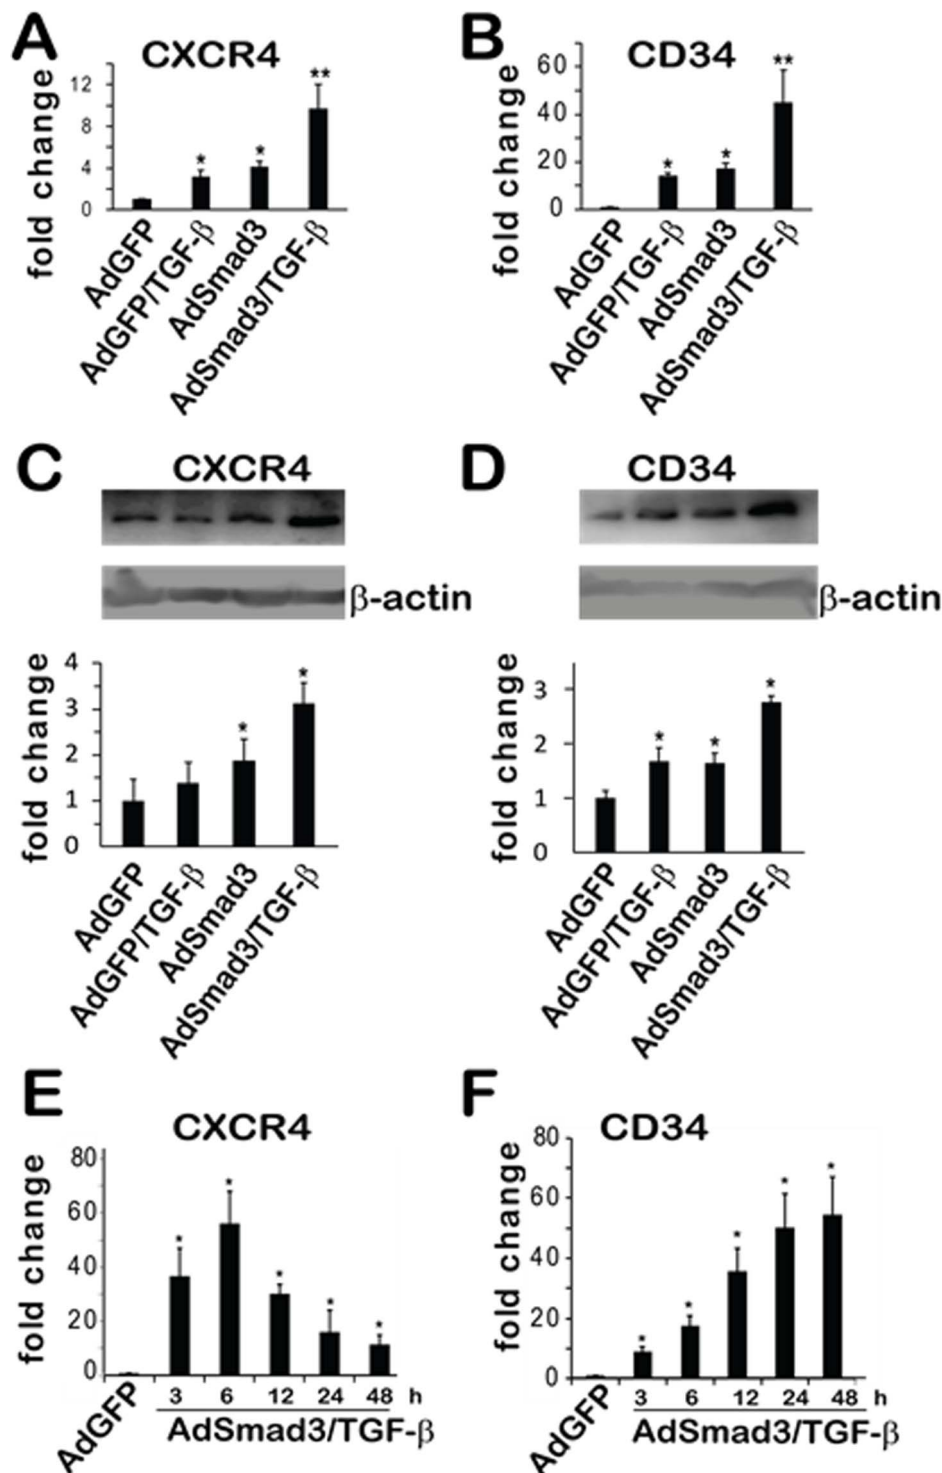 A
CXCR4
fold change
12
8
4
0
*
*
**
AdGFP
AdGFP/TGF-β
AdSmad3
AdSmad3/TGF-β
B
CD34
fold change
60
40
20
0
*
*
**
AdGFP
AdGFP/TGF-β
AdSmad3
AdSmad3/TGF-β
C
CXCR4
β-actin
fold change
4
3
2
1
0
*
*
AdGFP
AdGFP/TGF-β
AdSmad3
AdSmad3/TGF-β
D
CD34
β-actin
fold change
3
2
1
0
*
*
*
AdGFP
AdGFP/TGF-β
AdSmad3
AdSmad3/TGF-β
E
CXCR4
fold change
80
60
40
20
0
*
*
*
*
*
AdGFP
3 6 12 24 48 h
AdSmad3/TGF-β
F
CD34
fold change
80
60
40
20
0
*
*
*
*
*
AdGFP
3 6 12 24 48 h
AdSmad3/TGF-β